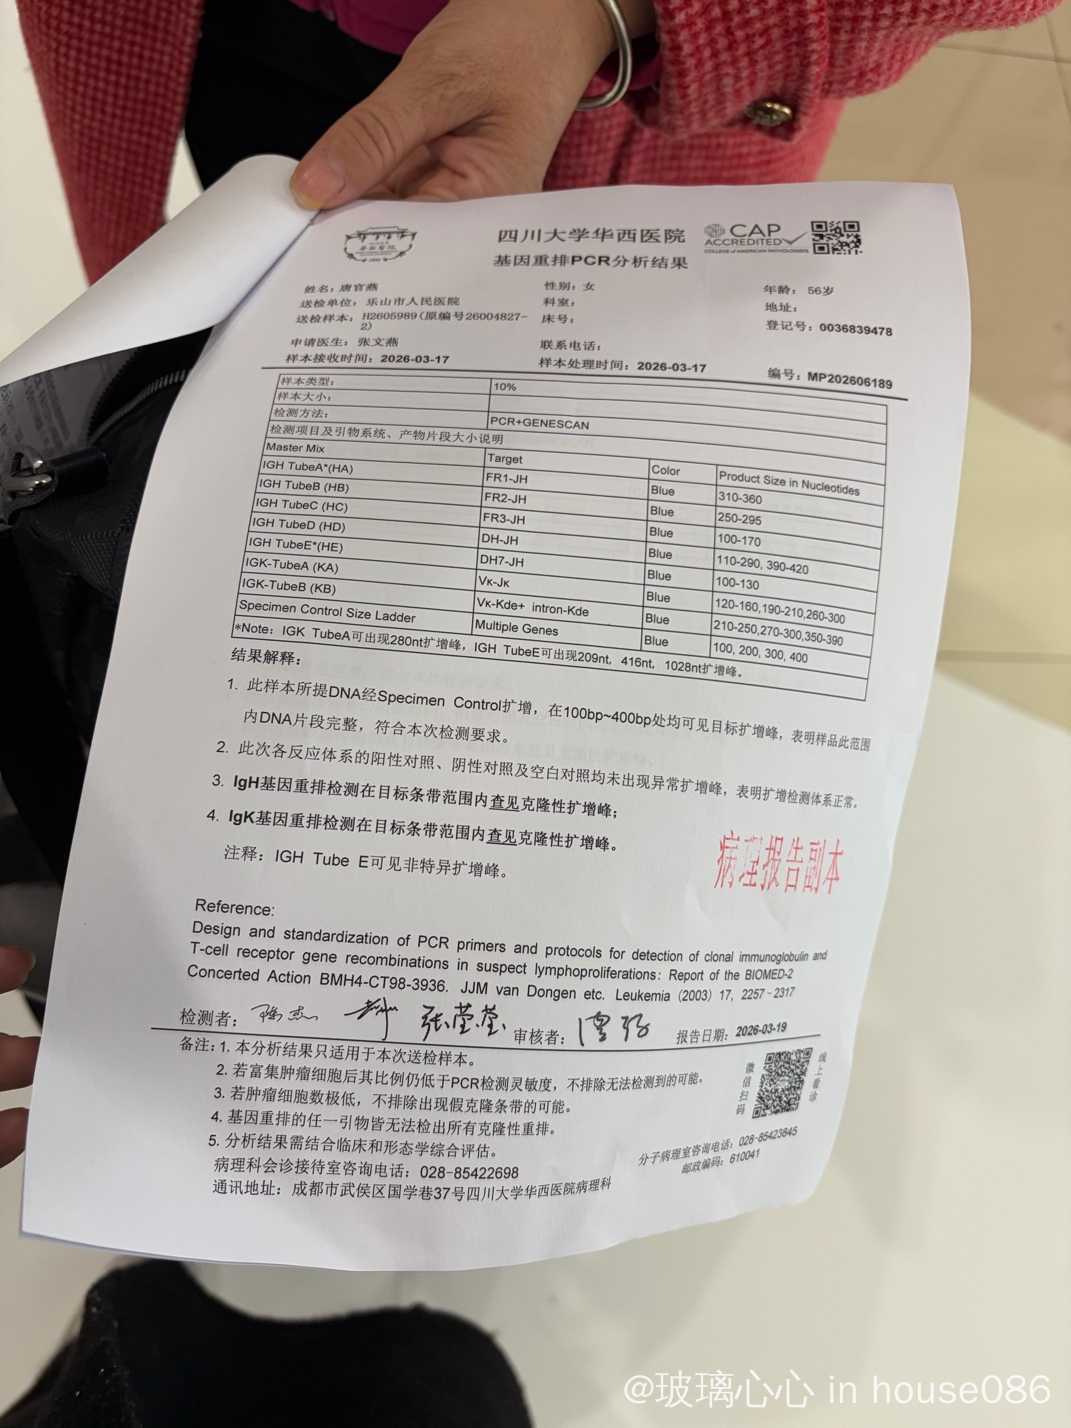 四川大学华西医院
CAP
ACCREDITED
COLLEGE of AMERICAN PATHOLOGISTS
基因重排PCR分析结果
姓名：唐官燕 性别：女 年龄： 56岁
送检单位：乐山市人民医院 科室： 地址：
送检样本：H2605989(原编号26004827-2) 床号： 登记号：0036839478
申请医生：张文燕 联系电话：
样本接收时间：2026-03-17 样本处理时间：2026-03-17 编号：MP202606189
样本类型： 10%
样本大小：
检测方法： PCR+GENESCAN
检测项目及引物系统、产物片段大小说明
Master Mix Target Color Product Size in Nucleotides
IGH TubeA*(HA) FR1-JH Blue 310-360
IGH TubeB (HB) FR2-JH Blue 250-295
IGH TubeC (HC) FR3-JH Blue 100-170
IGH TubeD (HD) DH-JH Blue 110-290, 390-420
IGH TubeE*(HE) DH7-JH Blue 100-130
IGK-TubeA (KA) Vκ-Jκ Blue 120-160,190-210,260-300
IGK-TubeB (KB) Vκ-Kde+ intron-Kde Blue 210-250,270-300,350-390
Specimen Control Size Ladder Multiple Genes Blue 100, 200, 300, 400
*Note：IGK TubeA可出现280nt扩增峰，IGH TubeE可出现209nt，416nt，1028nt扩增峰。
结果解释：
1. 此样本所提DNA经Specimen Control扩增，在100bp~400bp处均可见目标扩增峰，表明样品此范围
内DNA片段完整，符合本次检测要求。
2. 此次各反应体系的阳性对照、阴性对照及空白对照均未出现异常扩增峰，表明扩增检测体系正常。
3. IgH基因重排检测在目标条带范围内查见克隆性扩增峰；
4. IgK基因重排检测在目标条带范围内查见克隆性扩增峰。
注释：IGH Tube E可见非特异扩增峰。
病理报告副本
Reference:
Design and standardization of PCR primers and protocols for detection of clonal immunoglobulin and
T-cell receptor gene recombinations in suspect lymphoproliferations: Report of the BIOMED-2
Concerted Action BMH4-CT98-3936. JJM van Dongen etc. Leukemia (2003) 17, 2257-2317
检测者： 张莹莹 审核者： 报告日期：2026-03-19
备注：1. 本分析结果只适用于本次送检样本。
2. 若富集肿瘤细胞后其比例仍低于PCR检测灵敏度，不排除无法检测到的可能。
3. 若肿瘤细胞数极低，不排除出现假克隆条带的可能。
4. 基因重排的任一引物皆无法检出所有克隆性重排。
5. 分析结果需结合临床和形态学综合评估。
微信扫码
线上看诊
病理科会诊接待室咨询电话：028-85422698
分子病理室咨询电话：028-85423845
通讯地址：成都市武侯区国学巷37号四川大学华西医院病理科
邮政编码：610041
@玻璃心心 in house086